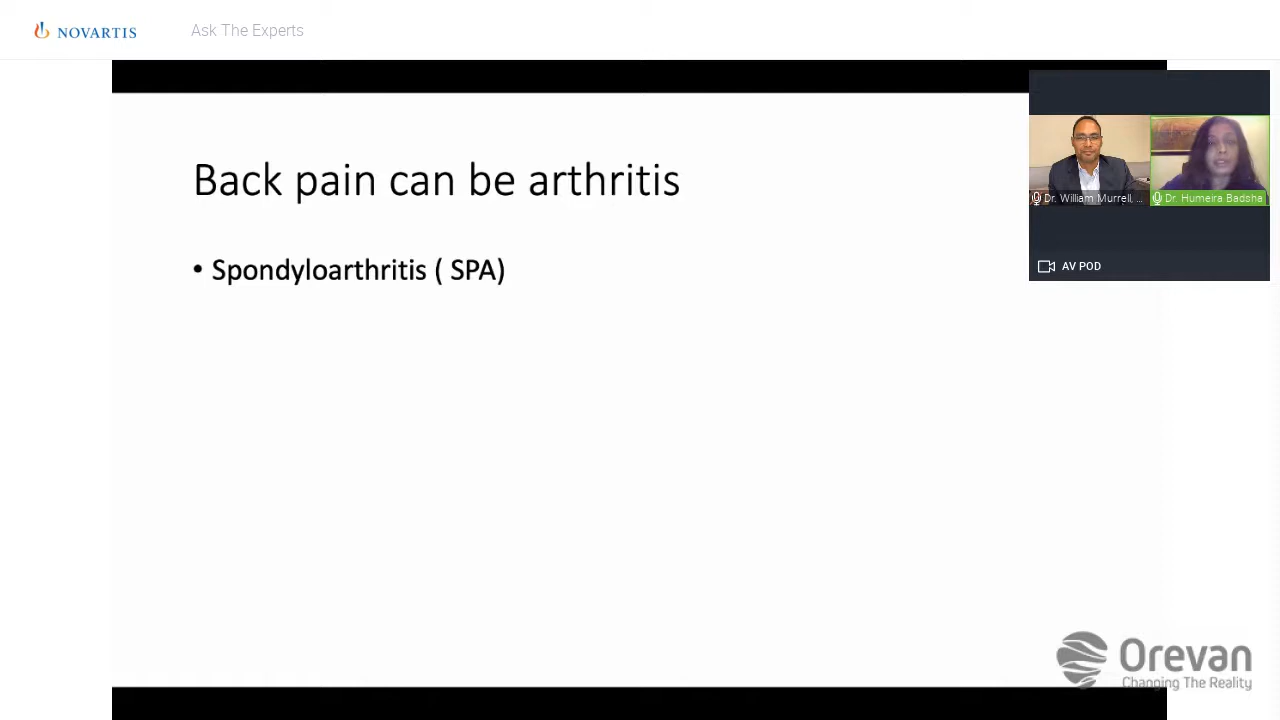 NOVARTIS
Ask The Experts
Back pain can be arthritis
• Spondyloarthritis ( SPA)
Dr. William Murrell, ...
Dr. Humeira Badsha
AV POD
Orevan
Changing The Reality